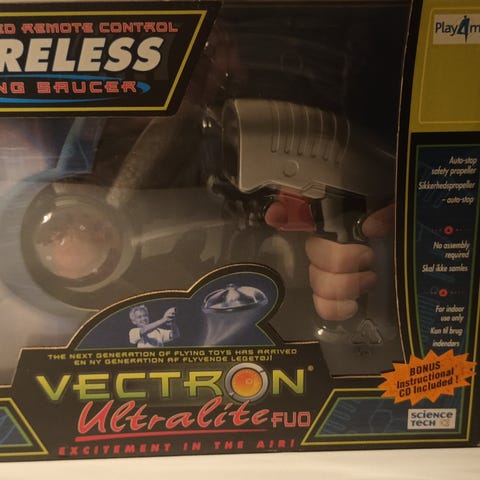 ED REMOTE CONTROL
RELESS
NG SAUCER
Play4m
Auto-stop
safety propeller
Sikkerhedspropeller
- auto-stop
No assembly
required
Skal ikke samles
For indoor
use only
Kun til brug
indendørs
THE NEXT GENERATION OF FLYING TOYS HAS ARRIVED
EN NY GENERATION AF FLYVENDE LEGETØJ!
VECTRON®
Ultralite FUO
EXCITEMENT IN THE AIR!
BONUS
Instructional
CD Included!
SCIENCE
TECH